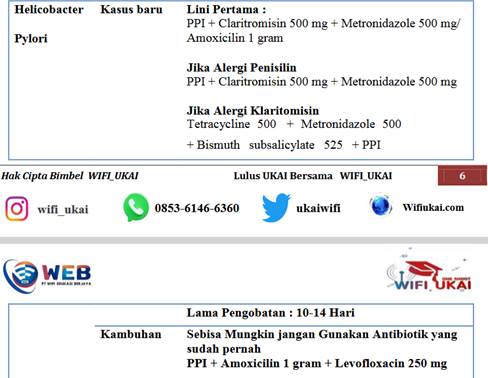 Helicobacter Pylori
Kasus baru
Lini Pertama :
PPI + Claritromisin 500 mg + Metronidazole 500 mg/
Amoxicilin 1 gram
Jika Alergi Penisilin
PPI + Claritromisin 500 mg + Metronidazole 500 mg
Jika Alergi Klaritomisin
Tetracycline 500 + Metronidazole 500
+ Bismuth subsalicylate 525 + PPI
Hak Cipta Bimbel WIFI_UKAI
Lulus UKAI Bersama WIFI_UKAI
6
wifi_ukai
0853-6146-6360
ukaiwifi
Wifiukai.com
WEB
PT WIFI EDUKASI BERJAYA
WIFI UKAI
Lama Pengobatan : 10-14 Hari
Kambuhan
Sebisa Mungkin jangan Gunakan Antibiotik yang
sudah pernah
PPI + Amoxicilin 1 gram + Levofloxacin 250 mg